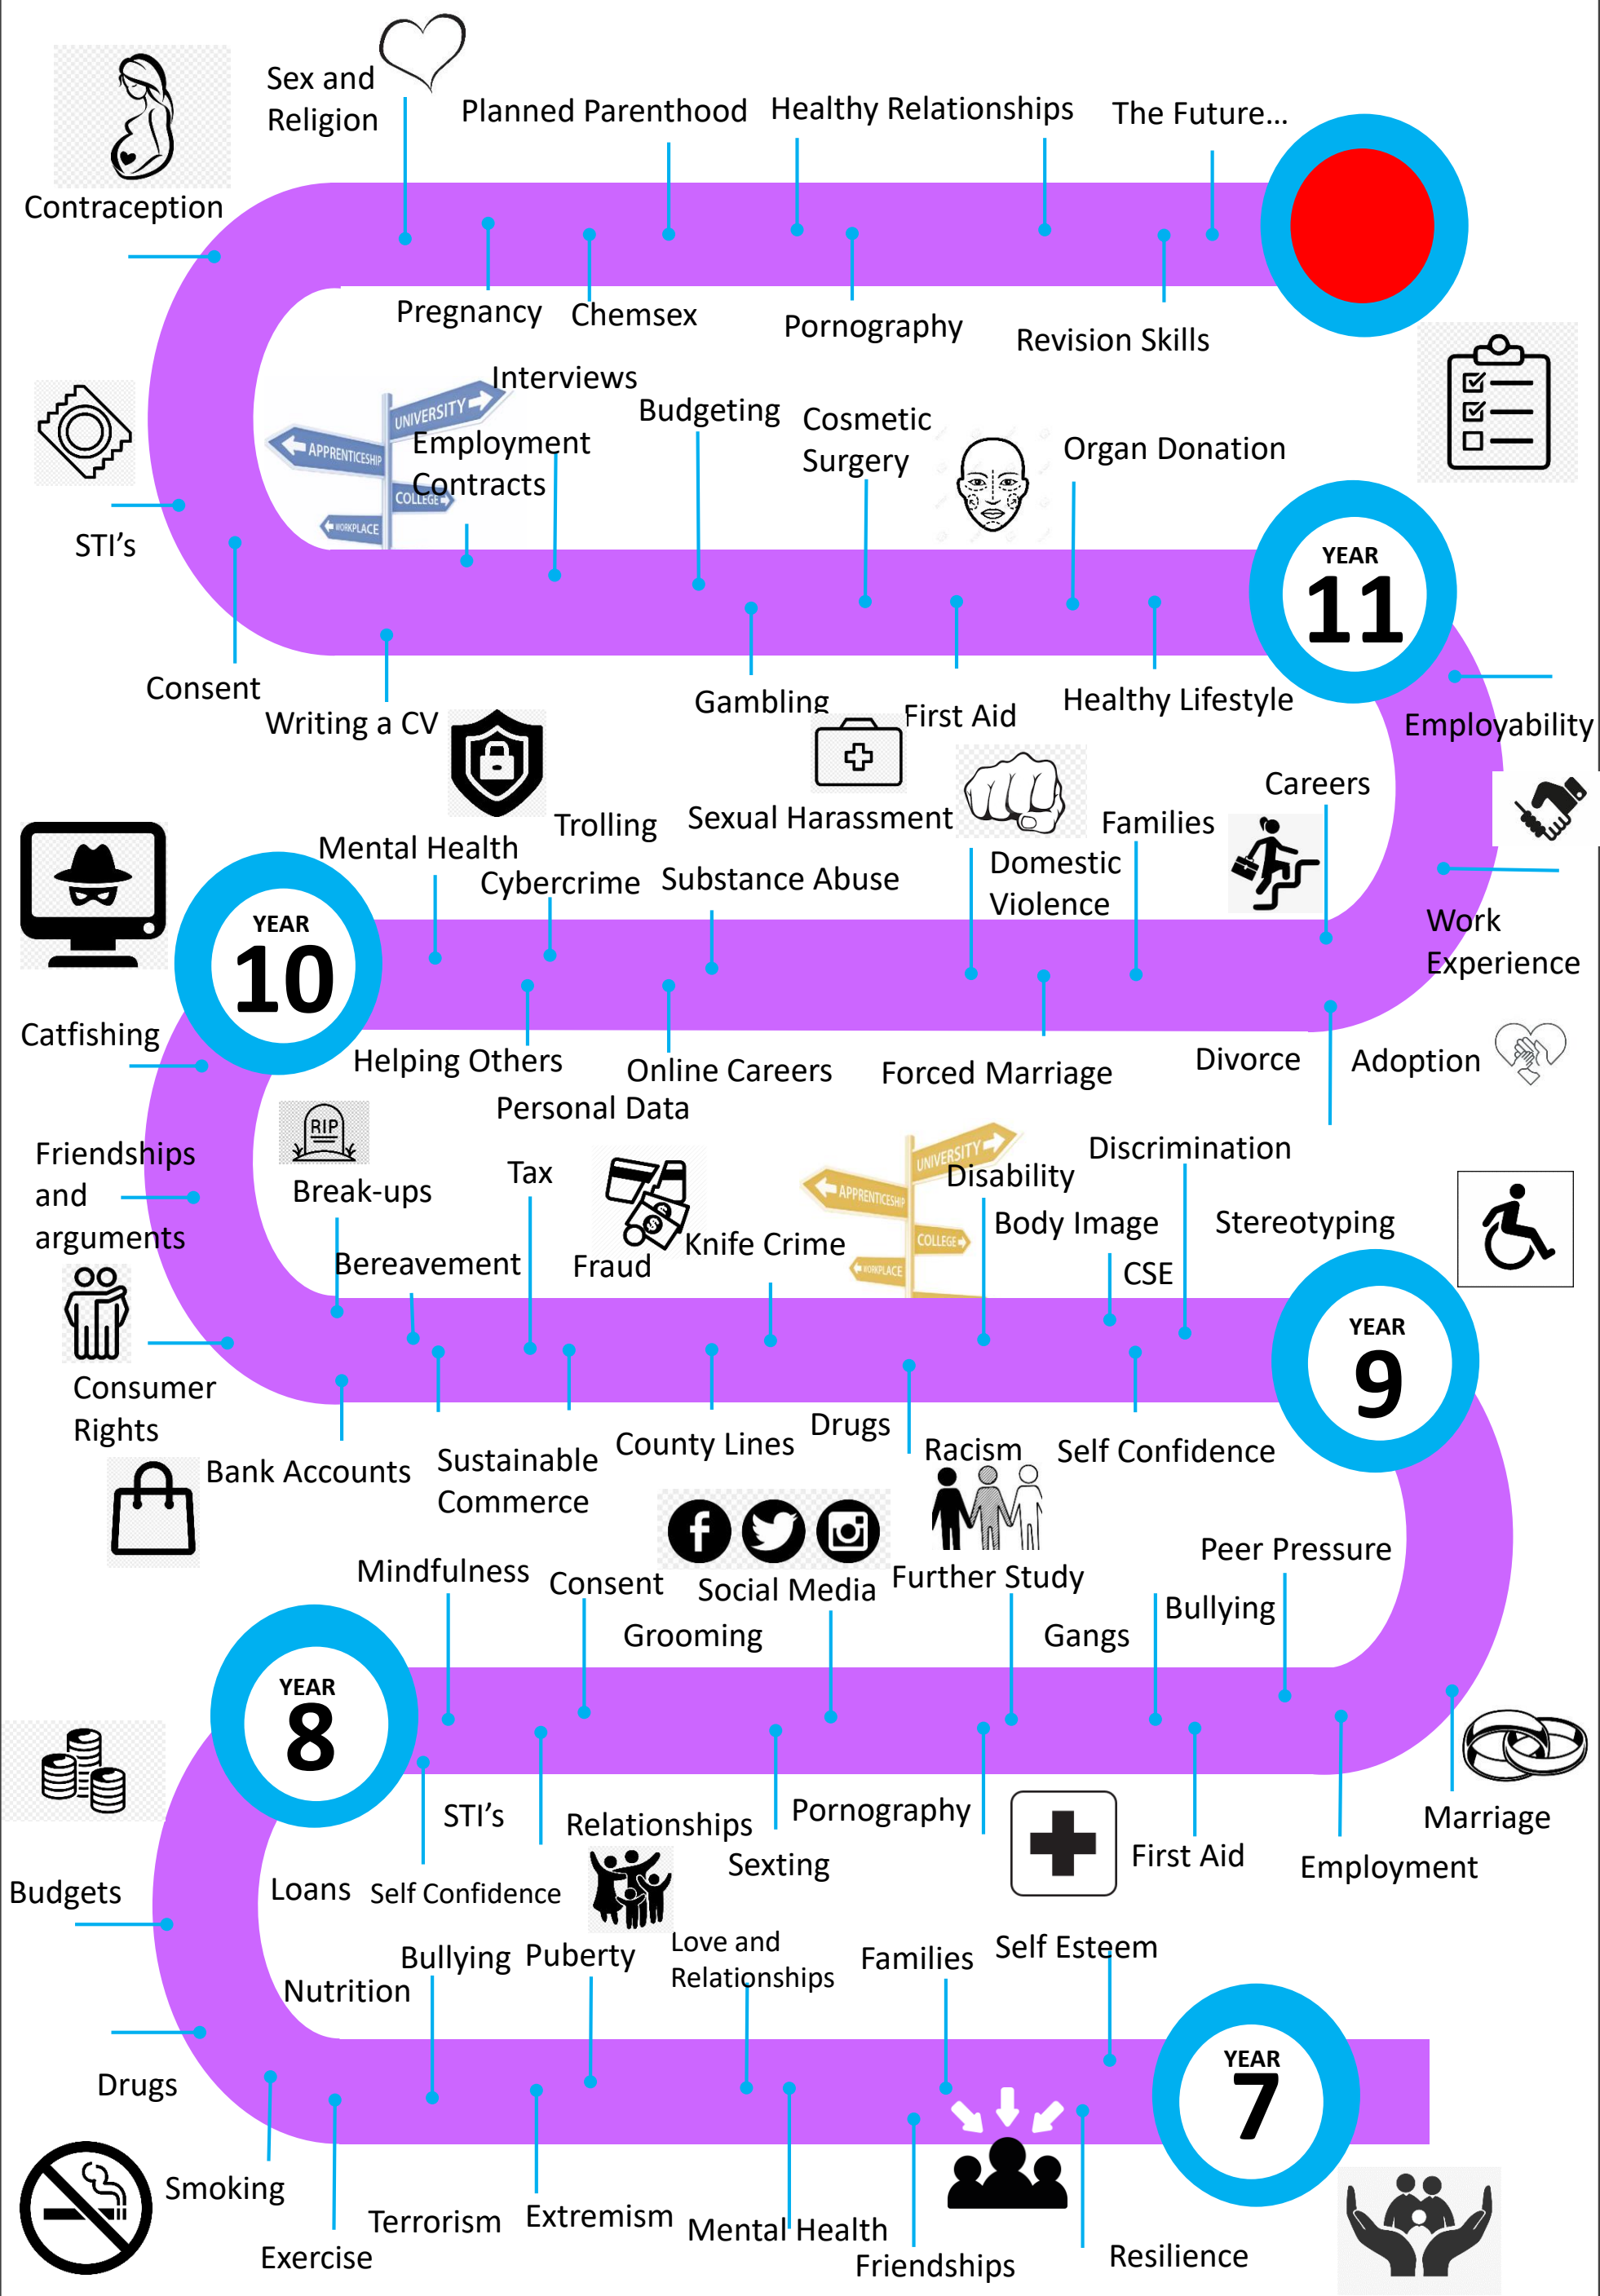 Sex and
Religion
Planned Parenthood
Healthy Relationships
The Future...
Contraception
Pregnancy
Chemsex
Pornography
Revision Skills
Interviews
UNIVERSITY
APPRENTICESHIP
COLLEGE
WORKPLACE
Employment
Contracts
Budgeting
Cosmetic
Surgery
Organ Donation
STI's
YEAR
11
Consent
Writing a CV
Gambling
First Aid
Healthy Lifestyle
Employability
Careers
Mental Health
Trolling
Cybercrime
Sexual Harassment
Substance Abuse
Domestic
Violence
Families
Work
Experience
YEAR
10
Catfishing
Helping Others
Personal Data
Online Careers
Forced Marriage
Divorce
Adoption
Friendships
and
arguments
RIP
Break-ups
Bereavement
Tax
Fraud
Knife Crime
UNIVERSITY
APPRENTICESHIP
COLLEGE
WORKPLACE
Disability
Body Image
Discrimination
CSE
Stereotyping
YEAR
9
Consumer
Rights
Bank Accounts
Sustainable
Commerce
County Lines
Drugs
Racism
Self Confidence
Mindfulness
Consent
Grooming
Social Media
Further Study
Gangs
Bullying
Peer Pressure
YEAR
8
STI's
Relationships
Sexting
Pornography
First Aid
Employment
Marriage
Budgets
Loans
Self Confidence
Nutrition
Bullying
Puberty
Love and
Relationships
Families
Self Esteem
YEAR
7
Drugs
Smoking
Exercise
Terrorism
Extremism
Mental Health
Friendships
Resilience